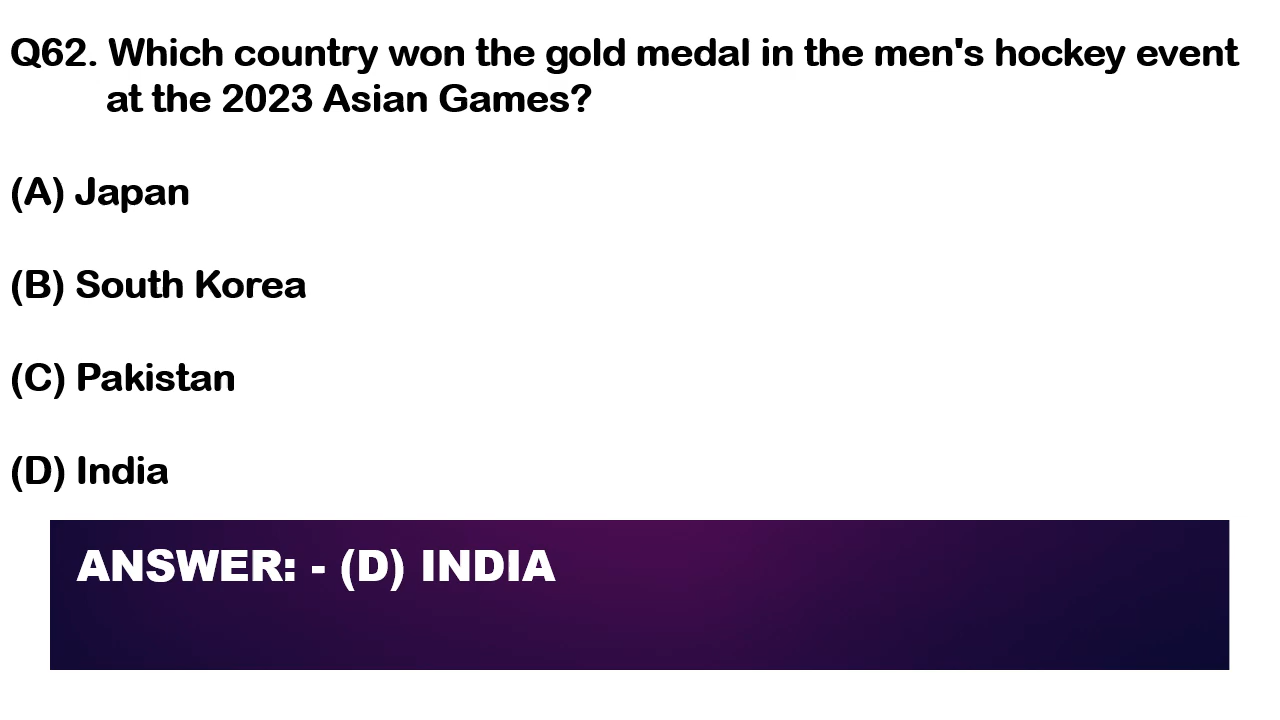 Q62. Which country won the gold medal in the men's hockey event
at the 2023 Asian Games?
(A) Japan
(B) South Korea
(C) Pakistan
(D) India
ANSWER: - (D) INDIA